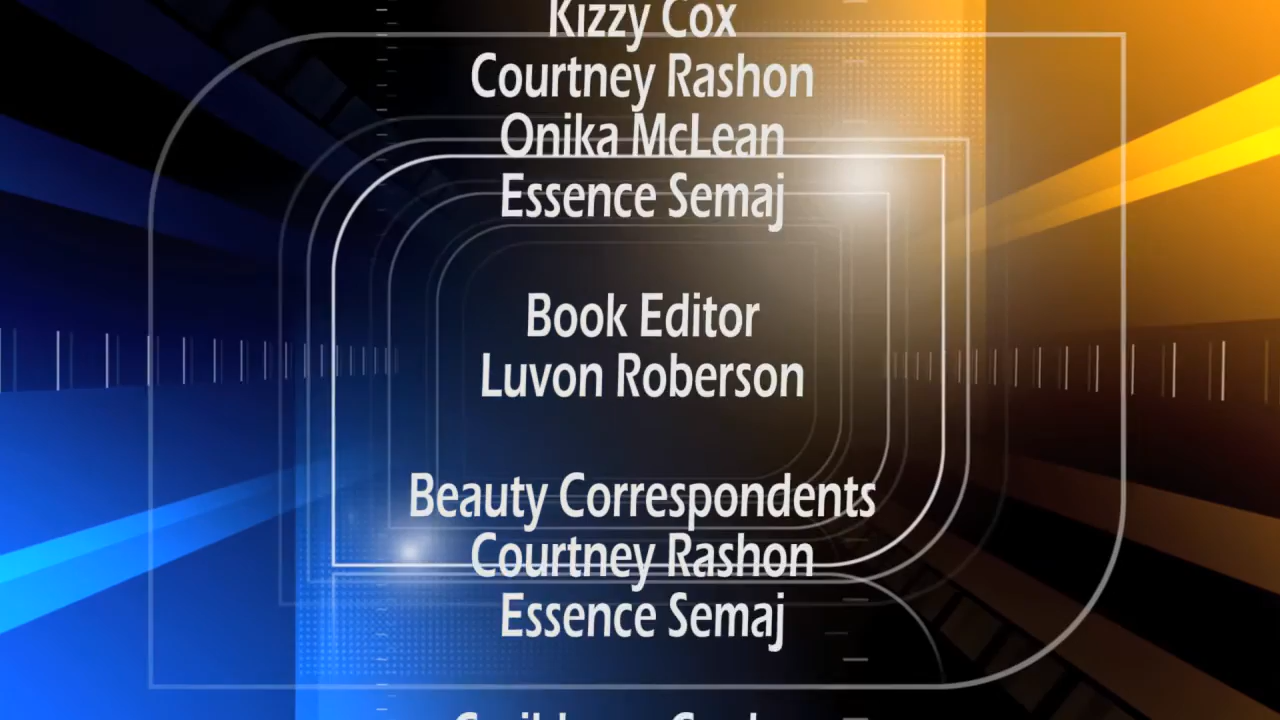 Kizzy Cox
Courtney Rashon
Onika McLean
Essence Semaj
Book Editor
Luvon Roberson
Beauty Correspondents
Courtney Rashon
Essence Semaj